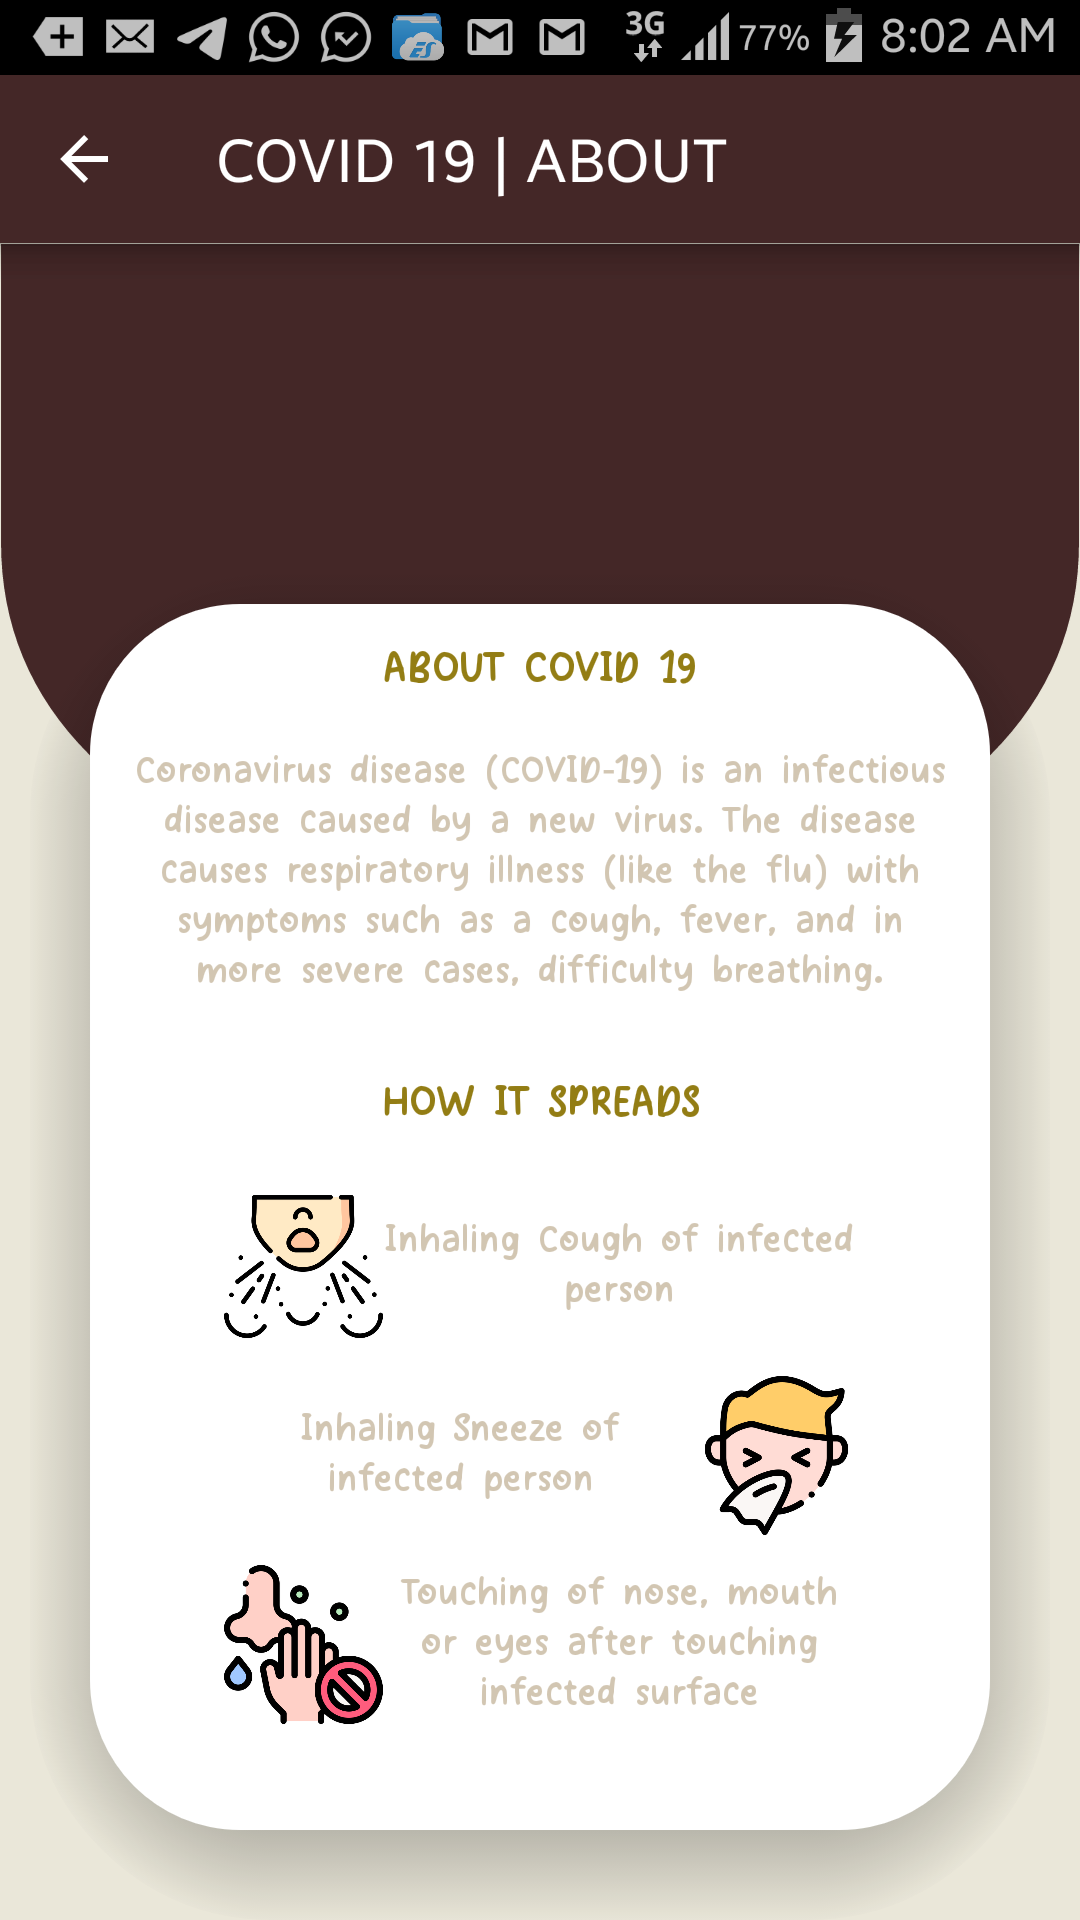 3G 77% 8:02 AM
COVID 19 | ABOUT
ABOUT COVID 19
Coronavirus disease (COVID-19) is an infectious
disease caused by a new virus. The disease
causes respiratory illness (like the flu) with
symptoms such as a cough, fever, and in
more severe cases, difficulty breathing.
HOW IT SPREADS
Inhaling Cough of infected
person
Inhaling Sneeze of
infected person
Touching of nose, mouth
or eyes after touching
infected surface